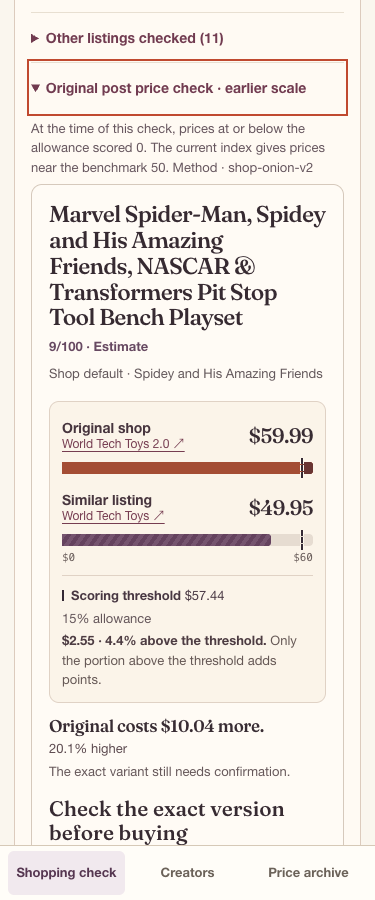 ▶ Other listings checked (11)
▼ Original post price check · earlier scale
At the time of this check, prices at or below the
allowance scored 0. The current index gives prices
near the benchmark 50. Method · shop-onion-v2
Marvel Spider-Man, Spidey
and His Amazing
Friends, NASCAR &
Transformers Pit Stop
Tool Bench Playset
9/100 · Estimate
Shop default · Spidey and His Amazing Friends
Original shop
World Tech Toys 2.0 ↗
$59.99
Similar listing
World Tech Toys ↗
$49.95
$0 $60
Scoring threshold $57.44
15% allowance
$2.55 · 4.4% above the threshold. Only
the portion above the threshold adds
points.
Original costs $10.04 more.
20.1% higher
The exact variant still needs confirmation.
Check the exact version
before buying
Shopping check Creators Price archive